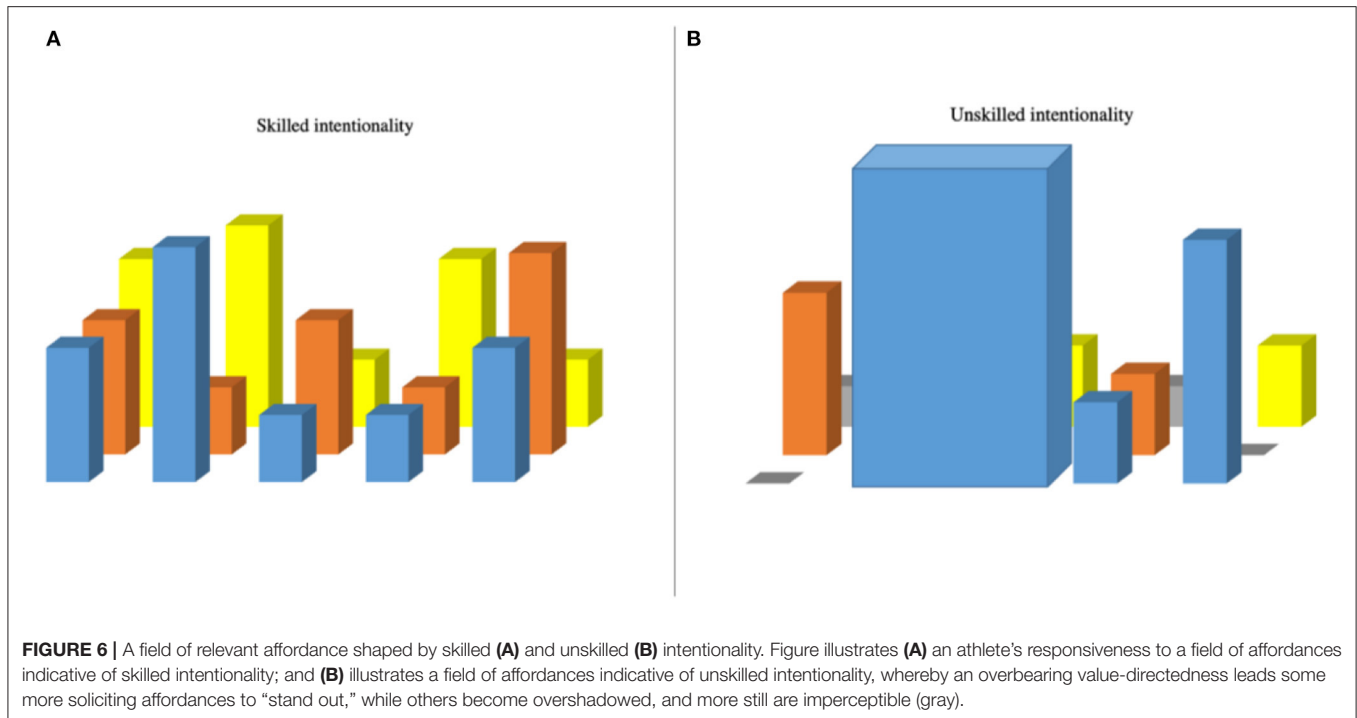 A
B
Skilled intentionality
Unskilled intentionality
FIGURE 6 | A field of relevant affordance shaped by skilled (A) and unskilled (B) intentionality. Figure illustrates (A) an athlete's responsiveness to a field of affordances
indicative of skilled intentionality; and (B) illustrates a field of affordances indicative of unskilled intentionality, whereby an overbearing value-directedness leads some
more soliciting affordances to “stand out,” while others become overshadowed, and more still are imperceptible (gray).